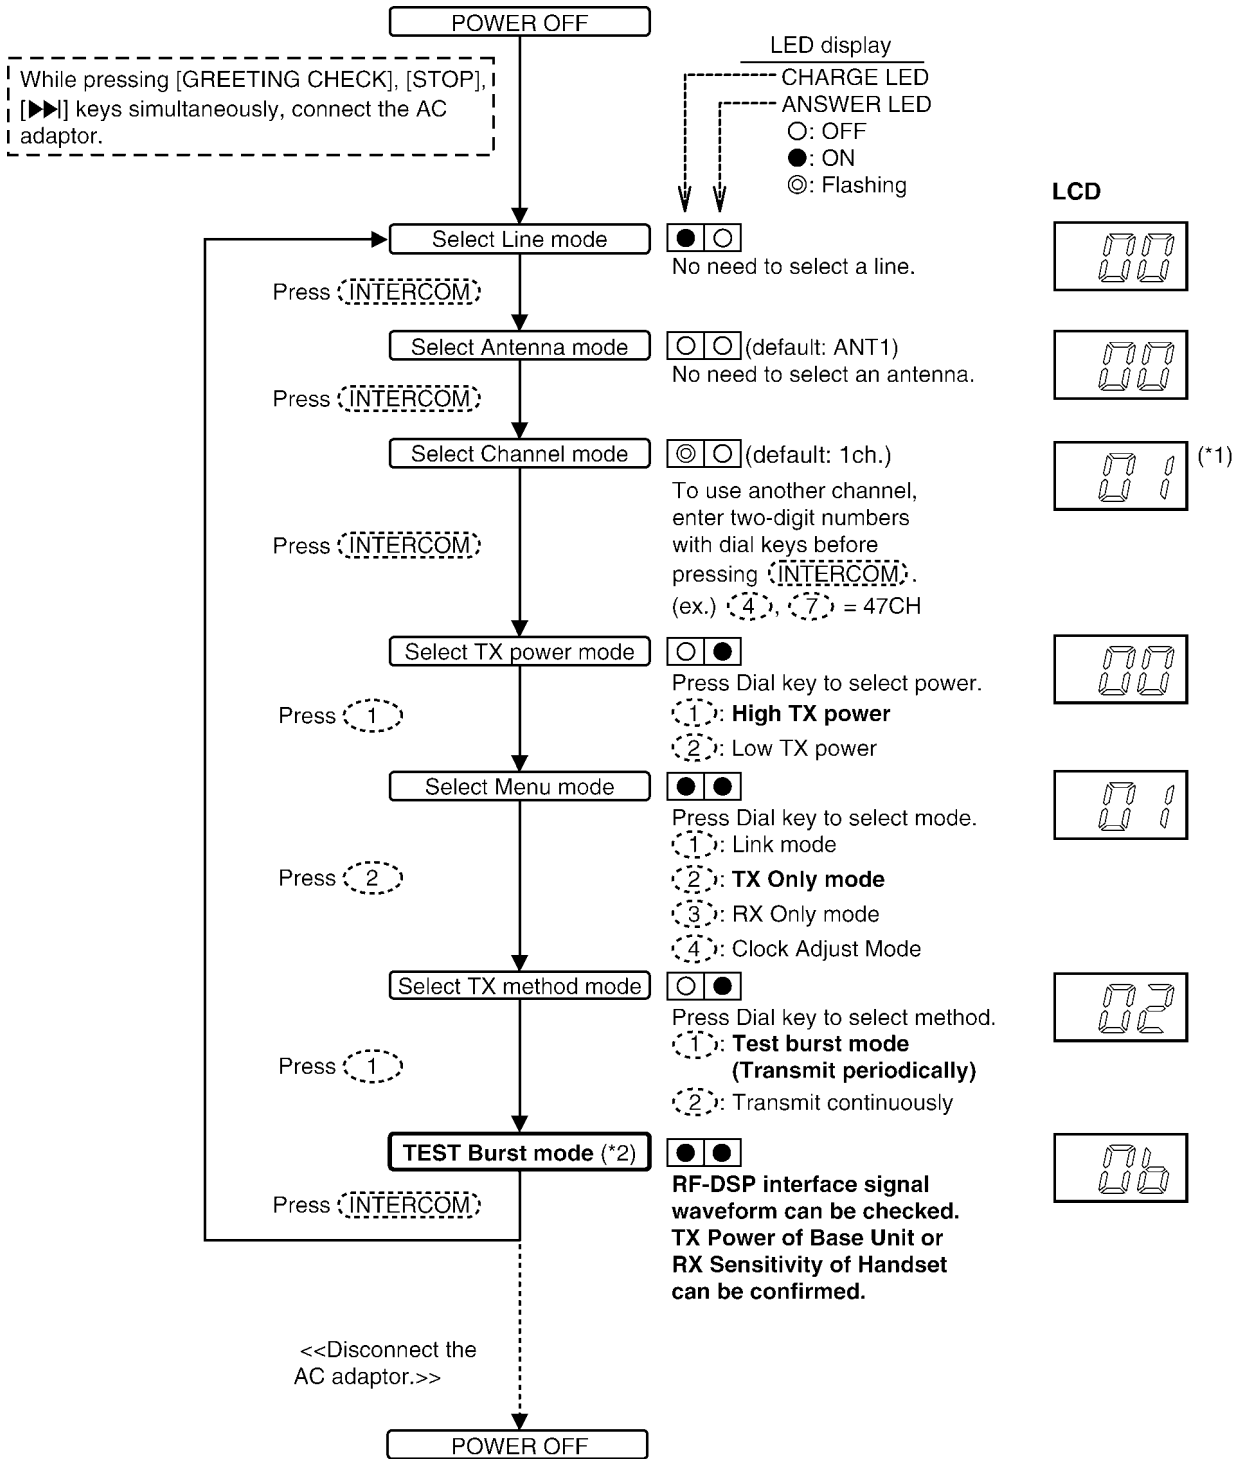 POWER OFF
While pressing [GREETING CHECK], [STOP],
[▶▶|] keys simultaneously, connect the AC
adaptor.
LED display
CHARGE LED
ANSWER LED
○: OFF
●: ON
◎: Flashing
LCD
Select Line mode
No need to select a line.
00
Press (INTERCOM)
Select Antenna mode
(default: ANT1)
No need to select an antenna.
00
Press (INTERCOM)
Select Channel mode
(default: 1ch.)
01
(*1)
To use another channel,
enter two-digit numbers
with dial keys before
pressing (INTERCOM).
(ex.) (4), (7) = 47CH
Press (INTERCOM)
Select TX power mode
Press Dial key to select power.
(1): High TX power
(2): Low TX power
00
Press (1)
Select Menu mode
Press Dial key to select mode.
(1): Link mode
(2): TX Only mode
(3): RX Only mode
(4): Clock Adjust Mode
01
Press (2)
Select TX method mode
Press Dial key to select method.
(1): Test burst mode
(Transmit periodically)
(2): Transmit continuously
02
Press (1)
TEST Burst mode (*2)
RF-DSP interface signal
waveform can be checked.
TX Power of Base Unit or
RX Sensitivity of Handset
can be confirmed.
0b
Press (INTERCOM)
<<Disconnect the
AC adaptor.>>
POWER OFF